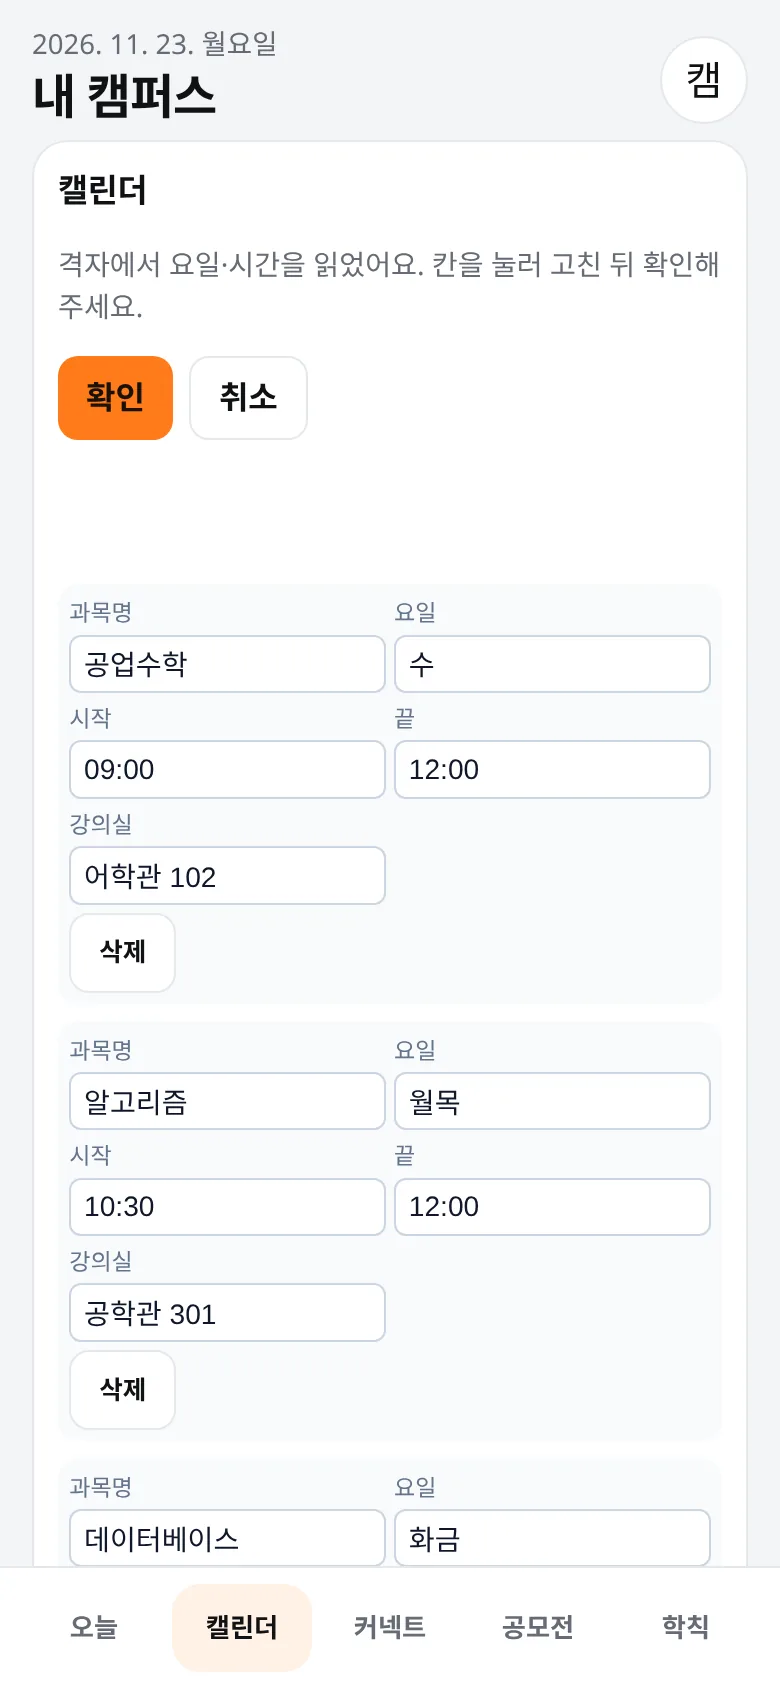 2026. 11. 23. 월요일
내 캠퍼스
캠
캘린더
격자에서 요일·시간을 읽었어요. 칸을 눌러 고친 뒤 확인해
주세요.
확인 취소
과목명 요일
공업수학 수
시작 끝
09:00 12:00
강의실
어학관 102
삭제
과목명 요일
알고리즘 월목
시작 끝
10:30 12:00
강의실
공학관 301
삭제
과목명 요일
데이터베이스 화금
오늘 캘린더 커넥트 공모전 학칙